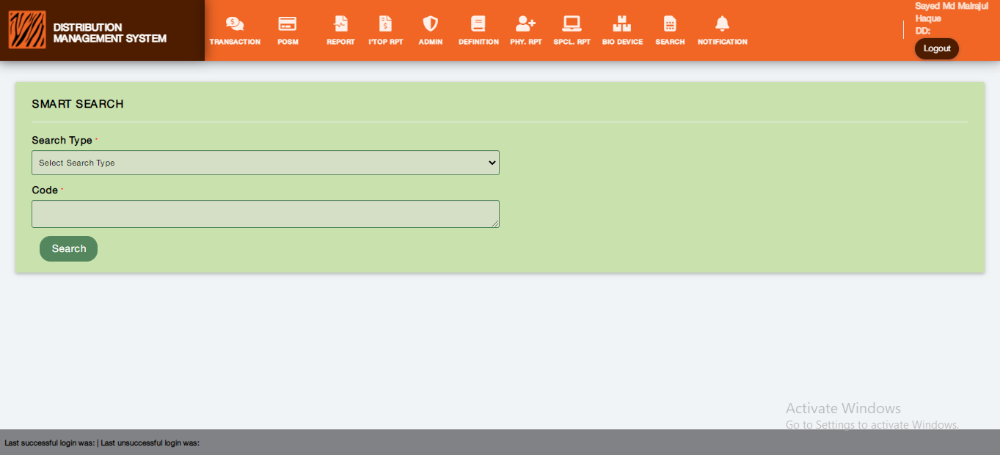 DISTRIBUTION
MANAGEMENT SYSTEM
TRANSACTION
POSM
REPORT
I'TOP RPT
ADMIN
DEFINITION
PHY. RPT
SPCL. RPT
BIO DEVICE
SEARCH
NOTIFICATION
Sayed Md Mairajul
Haque
DD:
Logout
SMART SEARCH
Search Type *
Select Search Type
Code *
Search
Activate Windows
Go to Settings to activate Windows.
Last successful login was: | Last unsuccessful login was: